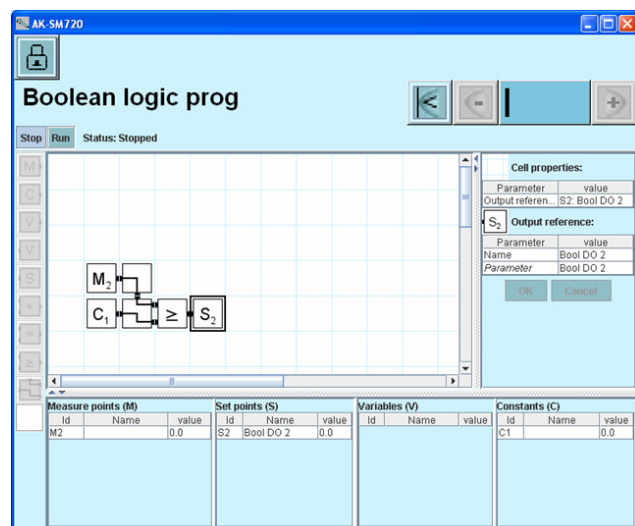 AK-SM720
Boolean logic prog
Stop Run Status: Stopped
M
C
V
V
S
+
≥
Cell properties:
Parameter value
Output referen... S2: Bool DO 2
S2 Output reference:
Parameter value
Name Bool DO 2
Parameter Bool DO 2
OK Cancel
M2
C1 ≥ S2
Measure points (M) Set points (S) Variables (V) Constants (C)
Id Name value Id Name value Id Name value Id Name value
M2 0.0 S2 Bool DO 2 0.0 C1 0.0